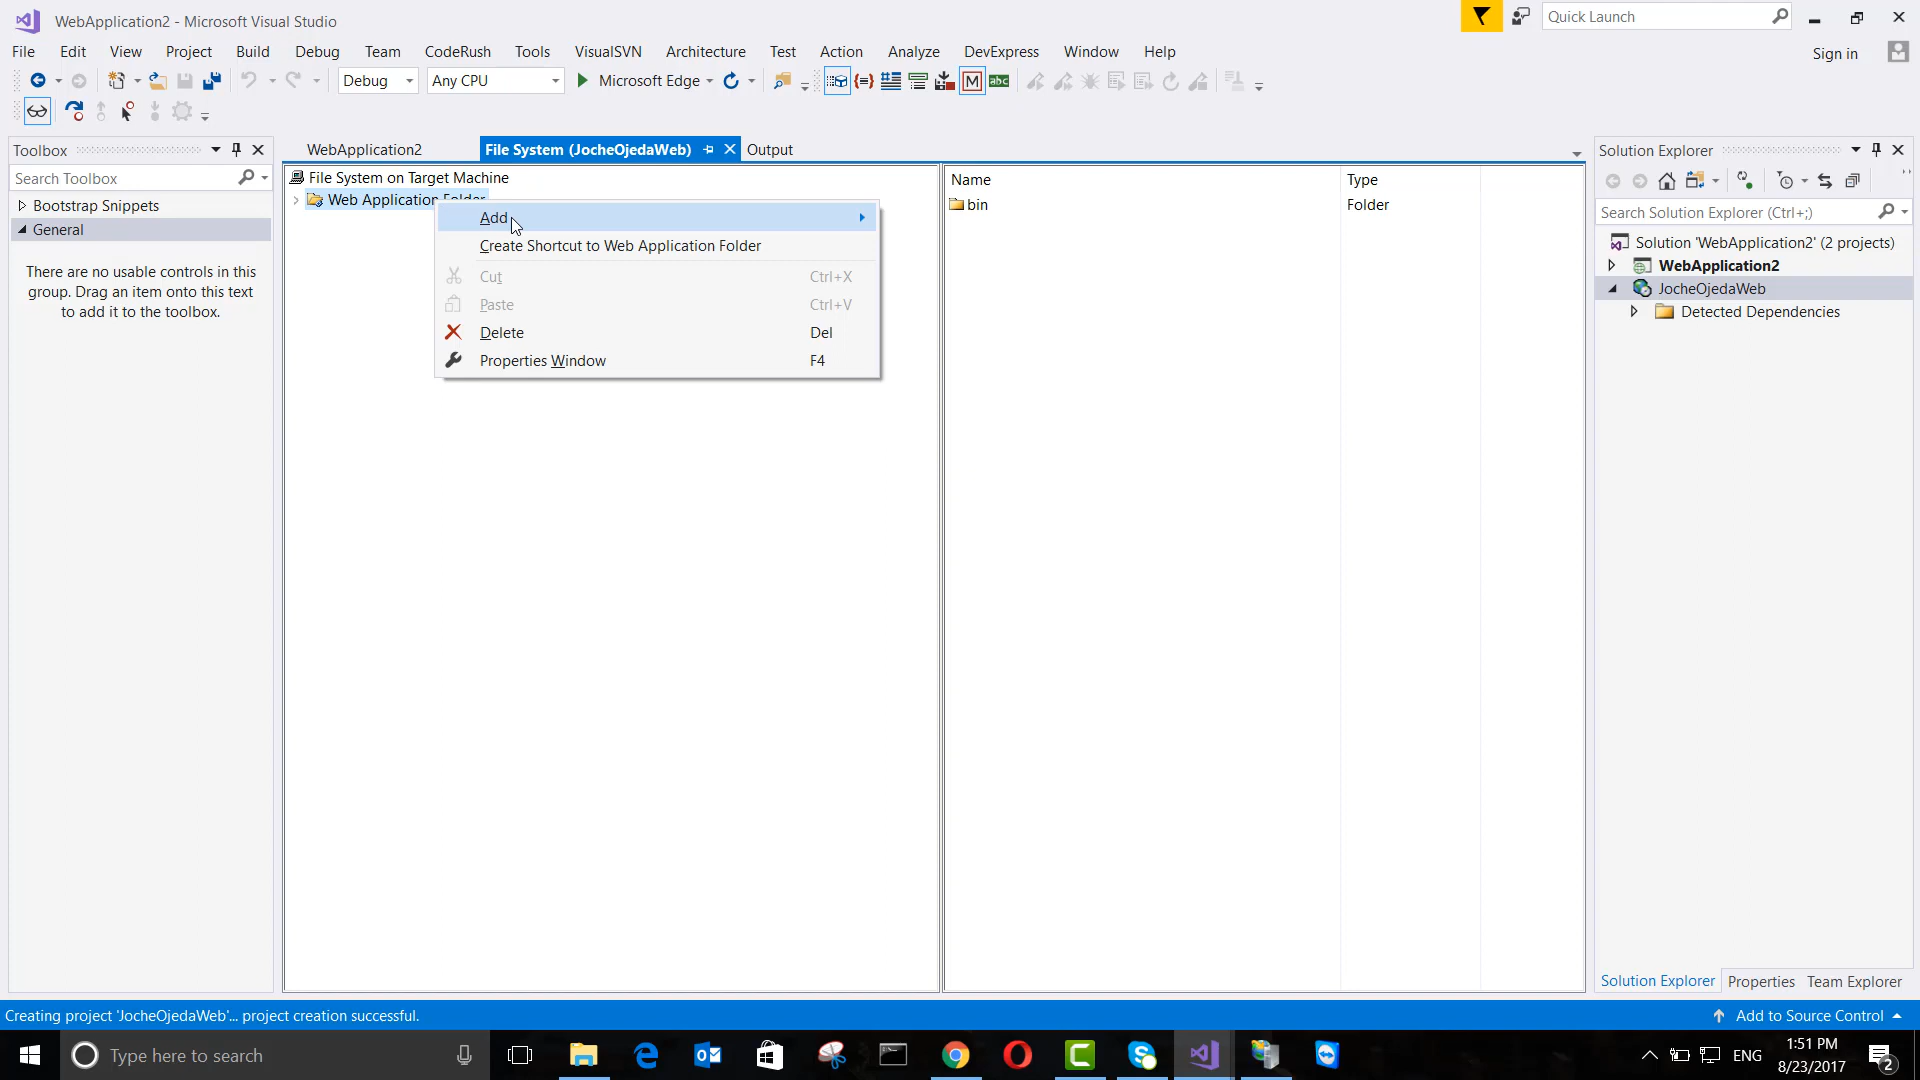 WebApplication2 - Microsoft Visual Studio
Quick Launch
File Edit View Project Build Debug Team CodeRush Tools VisualSVN Architecture Test Action Analyze DevExpress Window Help
Sign in
Debug Any CPU Microsoft Edge
M abc
Toolbox
Search Toolbox
Bootstrap Snippets
General
There are no usable controls in this
group. Drag an item onto this text
to add it to the toolbox.
WebApplication2 File System (JocheOjedaWeb) Output
File System on Target Machine
Web Application Folder
Add
Create Shortcut to Web Application Folder
Cut Ctrl+X
Paste Ctrl+V
Delete Del
Properties Window F4
Name Type
bin Folder
Solution Explorer
Search Solution Explorer (Ctrl+;)
Solution 'WebApplication2' (2 projects)
WebApplication2
JocheOjedaWeb
Detected Dependencies
Solution Explorer Properties Team Explorer
Creating project 'JocheOjedaWeb'... project creation successful.
Add to Source Control
Type here to search
ENG
1:51 PM
8/23/2017
2